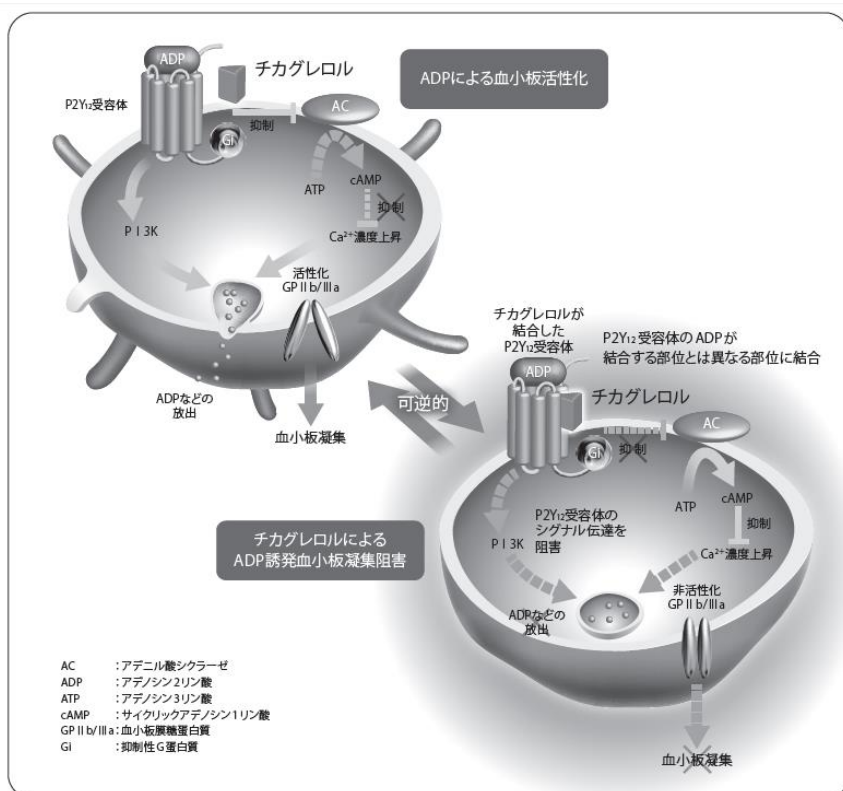 ADP
チカグレロル
P2Y₁₂受容体
AC
Gi
抑制
ATP
cAMP
抑制
PI3K
Ca²⁺濃度上昇
活性化
GPⅡb/Ⅲa
ADPなどの
放出
血小板凝集
ADPによる血小板活性化
可逆的
チカグレロルが
結合した
P2Y₁₂受容体
P2Y₁₂受容体のADPが
結合する部位とは異なる部位に結合
ADP
チカグレロル
AC
Gi
抑制
ATP
cAMP
抑制
P2Y₁₂受容体の
シグナル伝達を
阻害
PI3K
Ca²⁺濃度上昇
非活性化
GPⅡb/Ⅲa
ADPなどの
放出
血小板凝集
チカグレロルによる
ADP誘発血小板凝集阻害
AC :アデニル酸シクラーゼ
ADP :アデノシン2リン酸
ATP :アデノシン3リン酸
cAMP :サイクリックアデノシン1リン酸
GPⅡb/Ⅲa:血小板膜糖蛋白質
Gi :抑制性G蛋白質